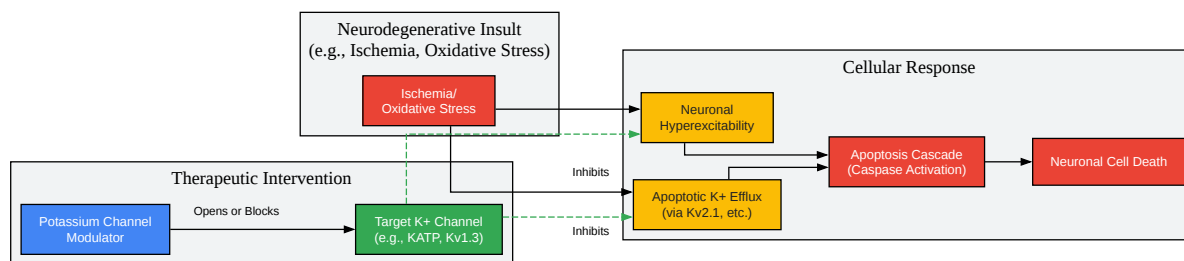 Neurodegenerative Insult
(e.g., Ischemia, Oxidative Stress)
Ischemia/
Oxidative Stress
Cellular Response
Neuronal
Hyperexcitability
Apoptosis Cascade
(Caspase Activation)
Neuronal Cell Death
Inhibits
Apoptotic K+ Efflux
(via Kv2.1, etc.)
Inhibits
Therapeutic Intervention
Potassium Channel
Modulator
Opens or Blocks
Target K+ Channel
(e.g., KATP, Kv1.3)